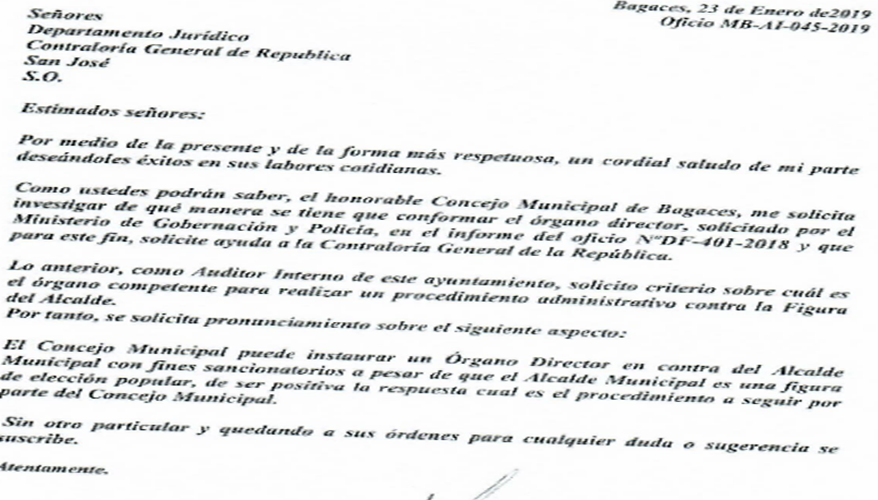 Bagaces, 23 de Enero de2019
Oficio MB-AI-045-2019
Señores
Departamento Jurídico
Contraloría General de Republica
San José
S.O.
Estimados señores:
Por medio de la presente y de la forma más respetuosa, un cordial saludo de mi parte
deseándoles éxitos en sus labores cotidianas.
Como ustedes podrán saber, el honorable Concejo Municipal de Bagaces, me solicita
investigar de qué manera se tiene que conformar el órgano director, solicitado por el
Ministerio de Gobernación y Policía, en el informe del oficio N°DF-401-2018 y que
para este fin, solicite ayuda a la Contraloría General de la República.
Lo anterior, como Auditor Interno de este ayuntamiento, solicito criterio sobre cuál es
el órgano competente para realizar un procedimiento administrativo contra la Figura
del Alcalde.
Por tanto, se solicita pronunciamiento sobre el siguiente aspecto:
El Concejo Municipal puede instaurar un Órgano Director en contra del Alcalde
Municipal con fines sancionatorios a pesar de que el Alcalde Municipal es una figura
de elección popular, de ser positiva la respuesta cual es el procedimiento a seguir por
parte del Concejo Municipal.
Sin otro particular y quedando a sus órdenes para cualquier duda o sugerencia se
suscribe.
Atentamente.